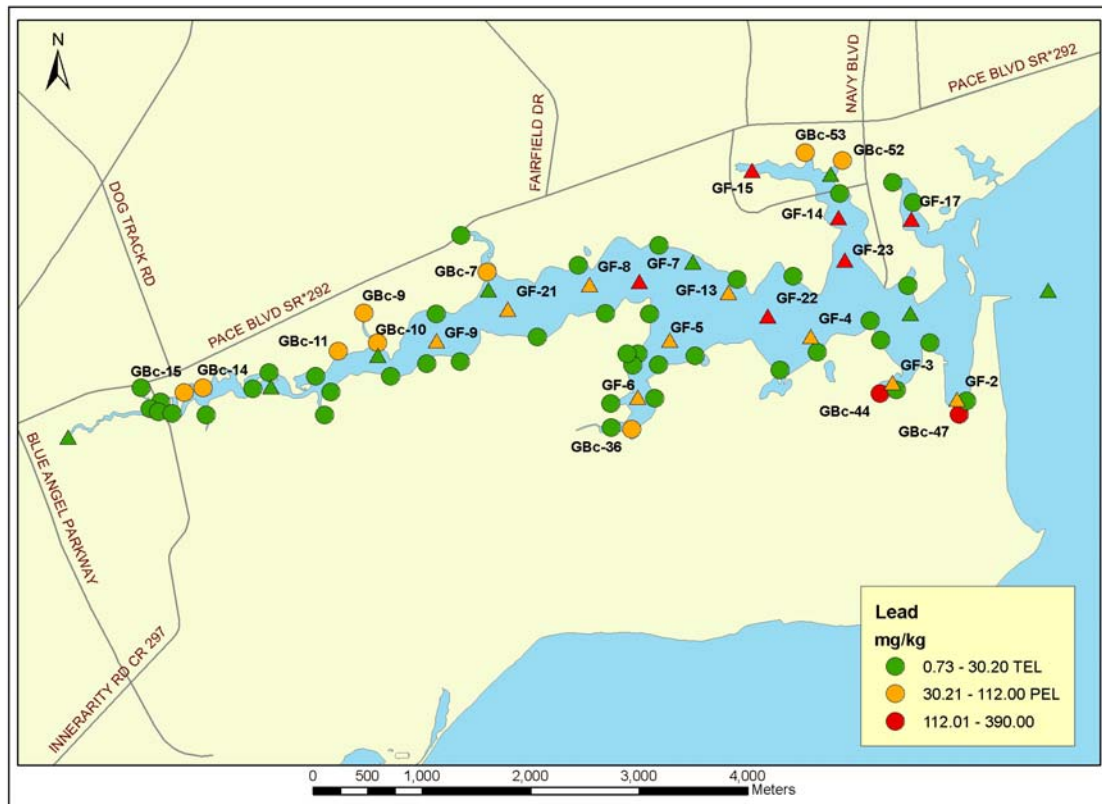 N
PACE BLVD SR*292
NAVY BLVD
FAIRFIELD DR
DOG TRACK RD
GBc-53
GBc-52
GF-15
GF-17
GF-14
GF-23
GBc-7
GF-8
GF-7
PACE BLVD SR*292
GF-21
GF-13
GF-22
GBc-9
GBc-10
GF-9
GF-5
GF-4
GBc-11
GBc-15
GBc-14
GF-3
GF-6
GF-2
GBc-44
GBc-47
GBc-36
BLUE ANGEL PARKWAY
INNERARITY RD CR 297
Lead
mg/kg
0.73 - 30.20 TEL
30.21 - 112.00 PEL
112.01 - 390.00
0 500 1,000 2,000 3,000 4,000
Meters